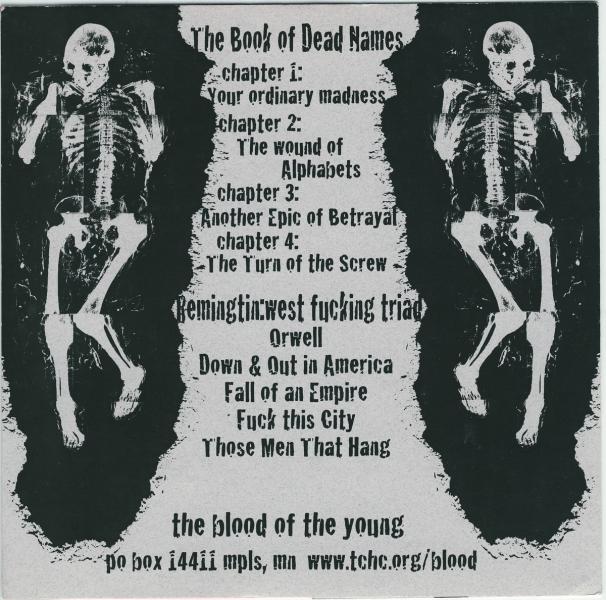 The Book of Dead Names
chapter 1:
Your ordinary madness
chapter 2:
The wound of
Alphabets
chapter 3:
Another Epic of Betrayal
chapter 4:
The Turn of the Screw
Remingtin:west fucking triad
Orwell
Down & Out in America
Fall of an Empire
Fuck this City
Those Men That Hang
the blood of the young
po box 14411 mpls, mn www.tchc.org/blood